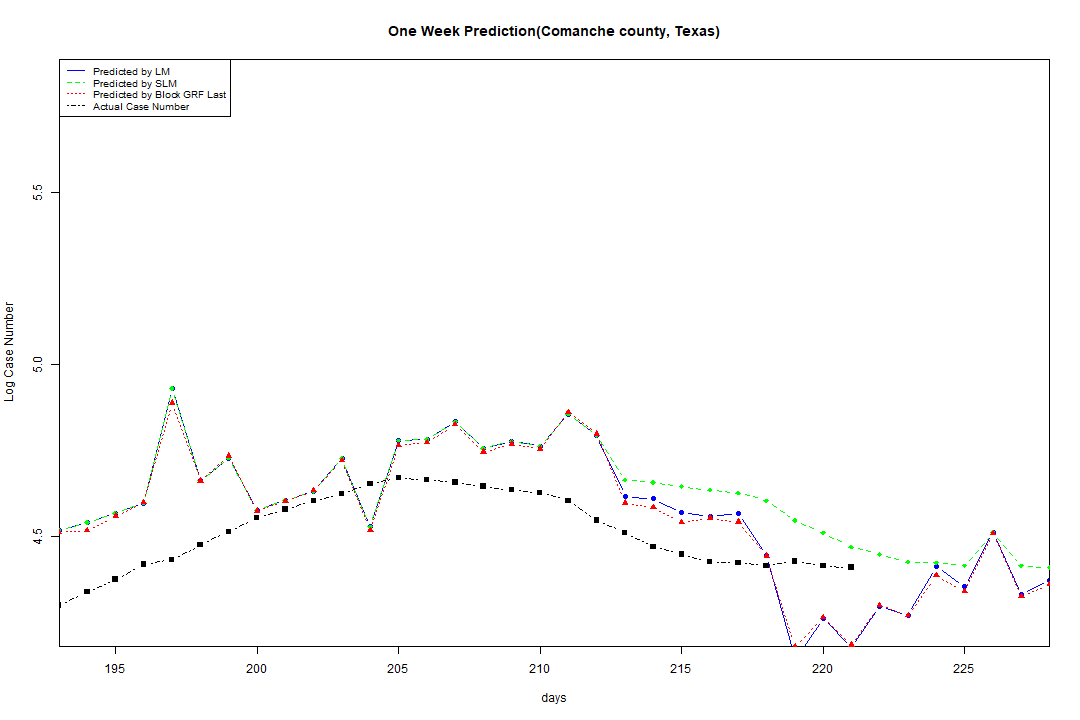 One Week Prediction(Comanche county, Texas)
Predicted by LM
Predicted by SLM
Predicted by Block GRF Last
Actual Case Number
5.5
5.0
4.5
Log Case Number
195 200 205 210 215 220 225
days